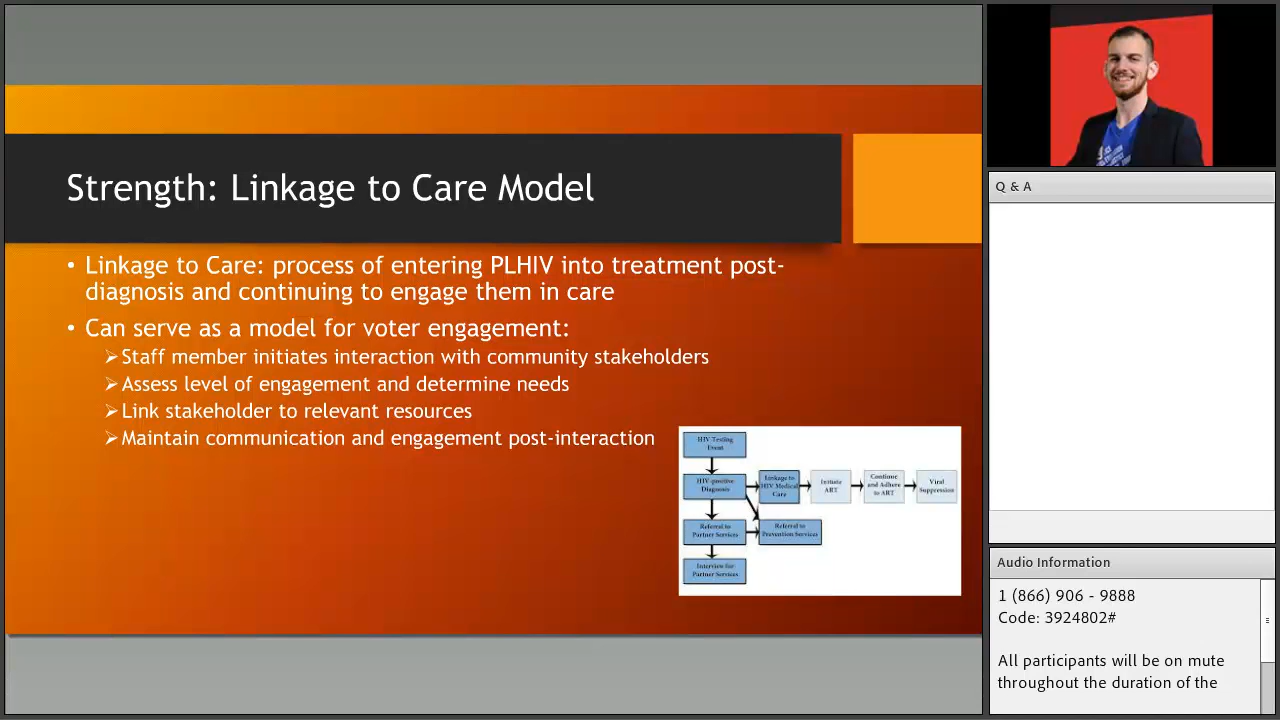 Strength: Linkage to Care Model
• Linkage to Care: process of entering PLHIV into treatment post-
diagnosis and continuing to engage them in care
• Can serve as a model for voter engagement:
➢Staff member initiates interaction with community stakeholders
➢Assess level of engagement and determine needs
➢Link stakeholder to relevant resources
➢Maintain communication and engagement post-interaction
HIV Testing
Event
HIV-positive
Diagnosis
Linkage to
HIV Medical
Care
Initiate
ART
Continue
and Adhere
to ART
Viral
Suppression
Referral to
Partner Services
Referral to
Prevention Services
Interview for
Partner Services
Q & A
Audio Information
1 (866) 906 - 9888
Code: 3924802#
All participants will be on mute
throughout the duration of the